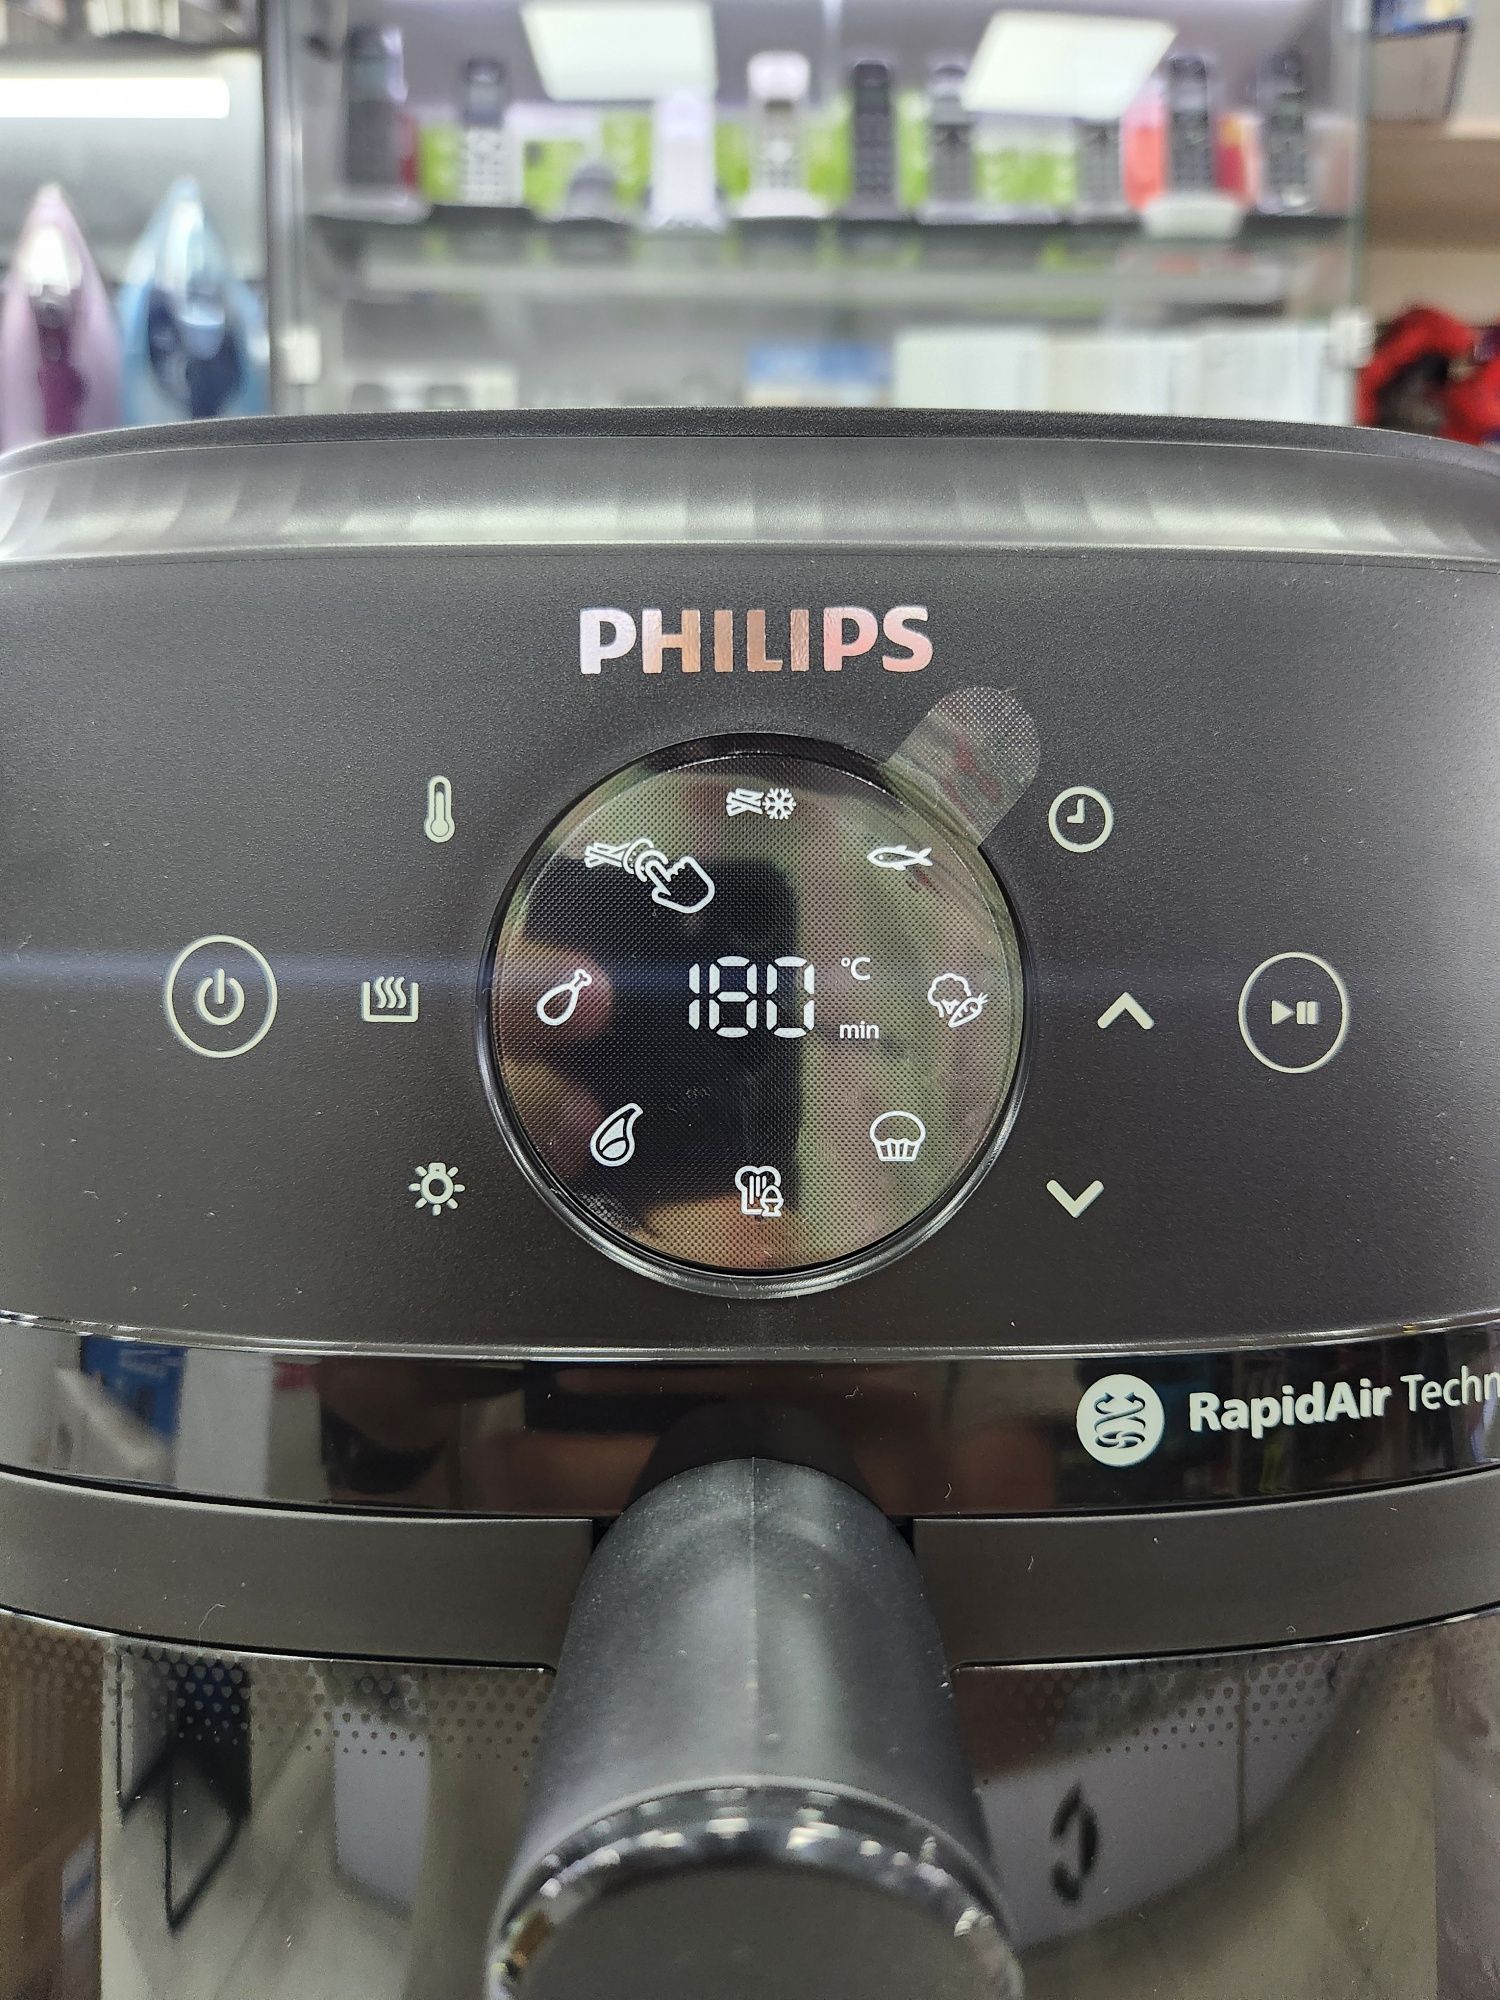 PHILIPS
180 °C
min
RapidAir Techn